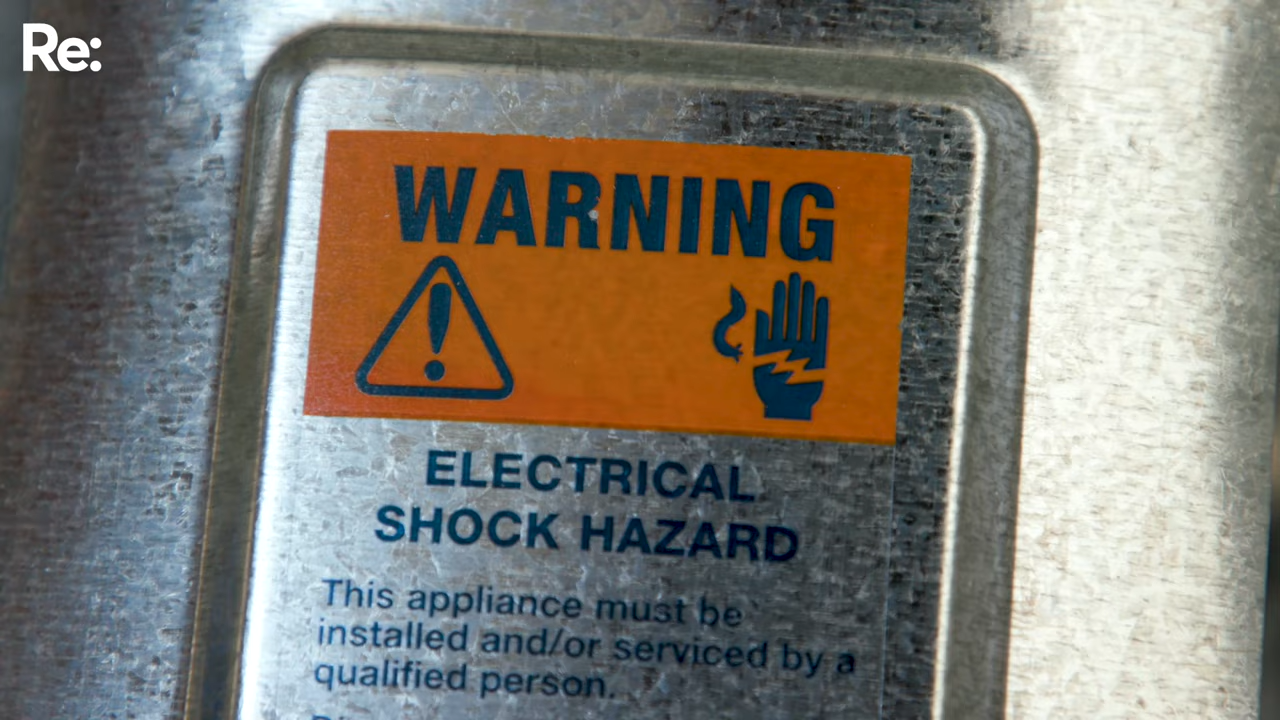 Re:
WARNING
ELECTRICAL
SHOCK HAZARD
This appliance must be
installed and/or serviced by a
qualified person.